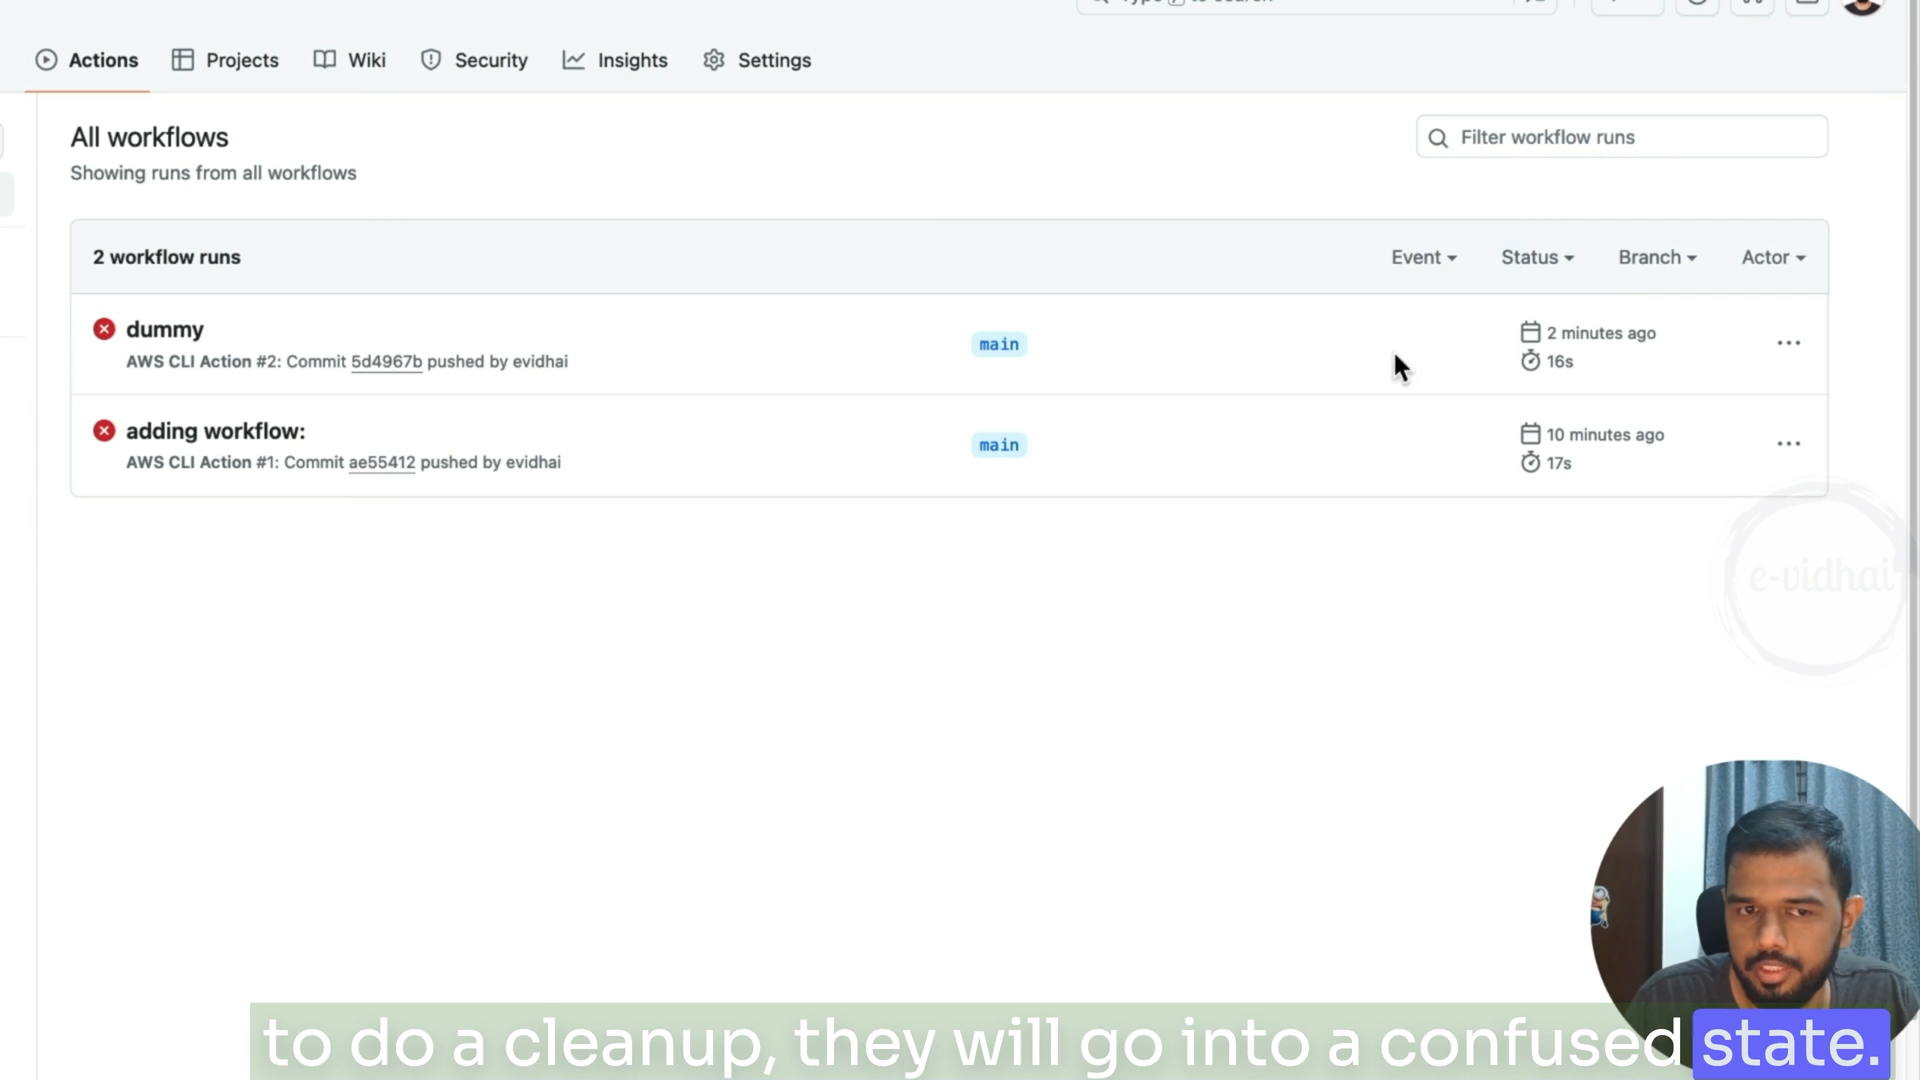 Actions Projects Wiki Security Insights Settings
All workflows
Filter workflow runs
Showing runs from all workflows
2 workflow runs
Event Status Branch Actor
dummy
AWS CLI Action #2: Commit 5d4967b pushed by evidhai
main
2 minutes ago
16s
adding workflow:
AWS CLI Action #1: Commit ae55412 pushed by evidhai
main
10 minutes ago
17s
e-vidhai
to do a cleanup, they will go into a confused state.